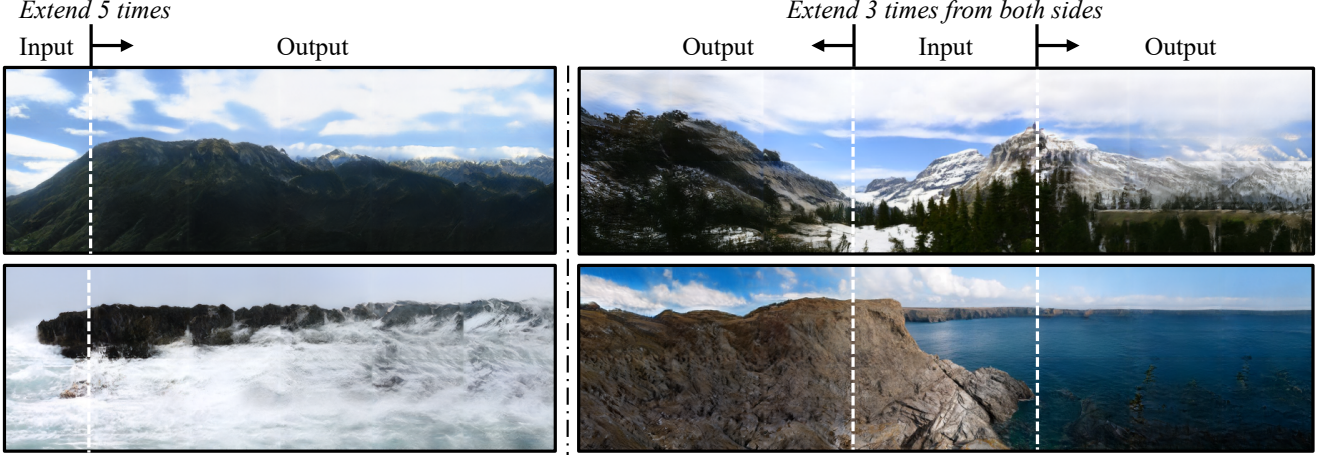 Extend 5 times
Input Output
Extend 3 times from both sides
Output Input Output